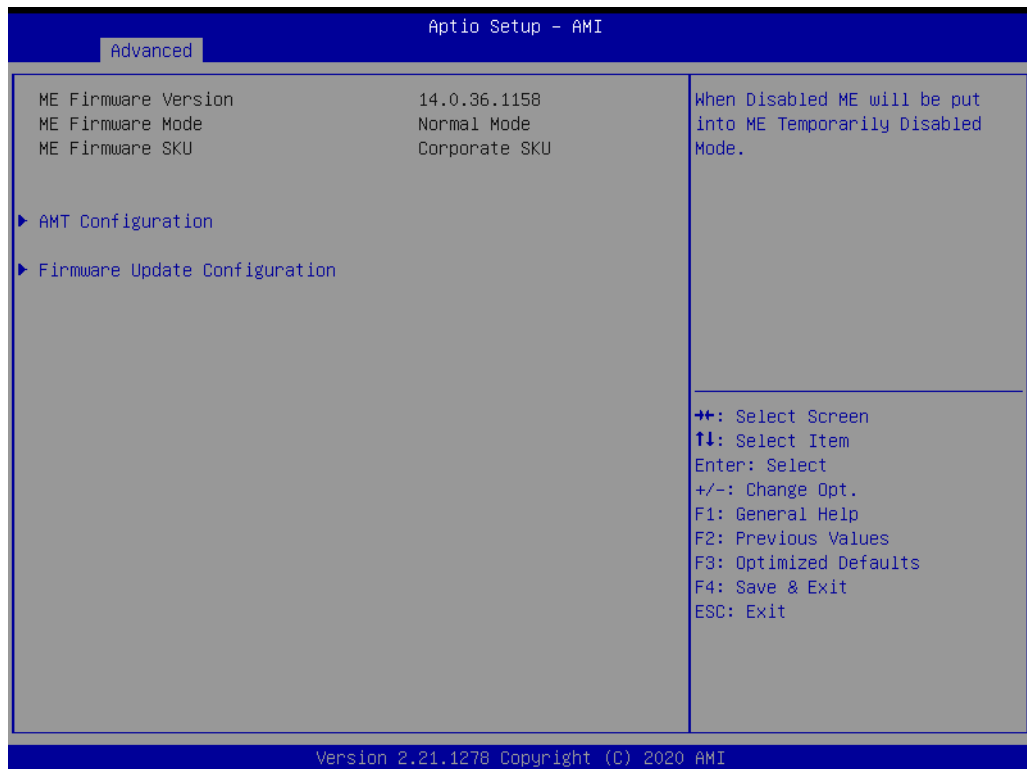 Aptio Setup – AMI
Advanced
ME Firmware Version 14.0.36.1158
ME Firmware Mode Normal Mode
ME Firmware SKU Corporate SKU
▶ AMT Configuration
▶ Firmware Update Configuration
When Disabled ME will be put
into ME Temporarily Disabled
Mode.
→←: Select Screen
↑↓: Select Item
Enter: Select
+/-: Change Opt.
F1: General Help
F2: Previous Values
F3: Optimized Defaults
F4: Save & Exit
ESC: Exit
Version 2.21.1278 Copyright (C) 2020 AMI